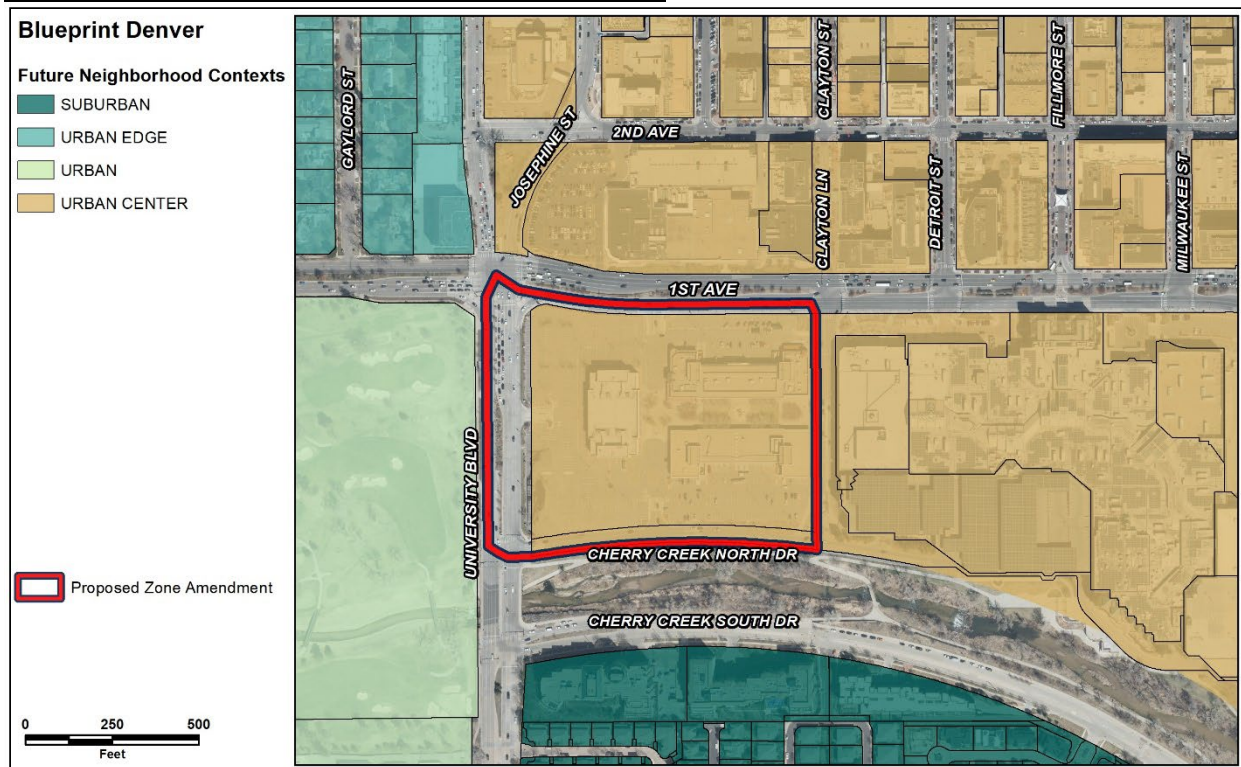 Blueprint Denver
Future Neighborhood Contexts
SUBURBAN
URBAN EDGE
URBAN
URBAN CENTER
Proposed Zone Amendment
0 250 500
Feet
GAYLORD ST
JOSEPHINE ST
2ND AVE
CLAYTON ST
CLAYTON LN
DETROIT ST
FILLMORE ST
MILWAUKEE ST
1ST AVE
UNIVERSITY BLVD
CHERRY CREEK NORTH DR
CHERRY CREEK SOUTH DR